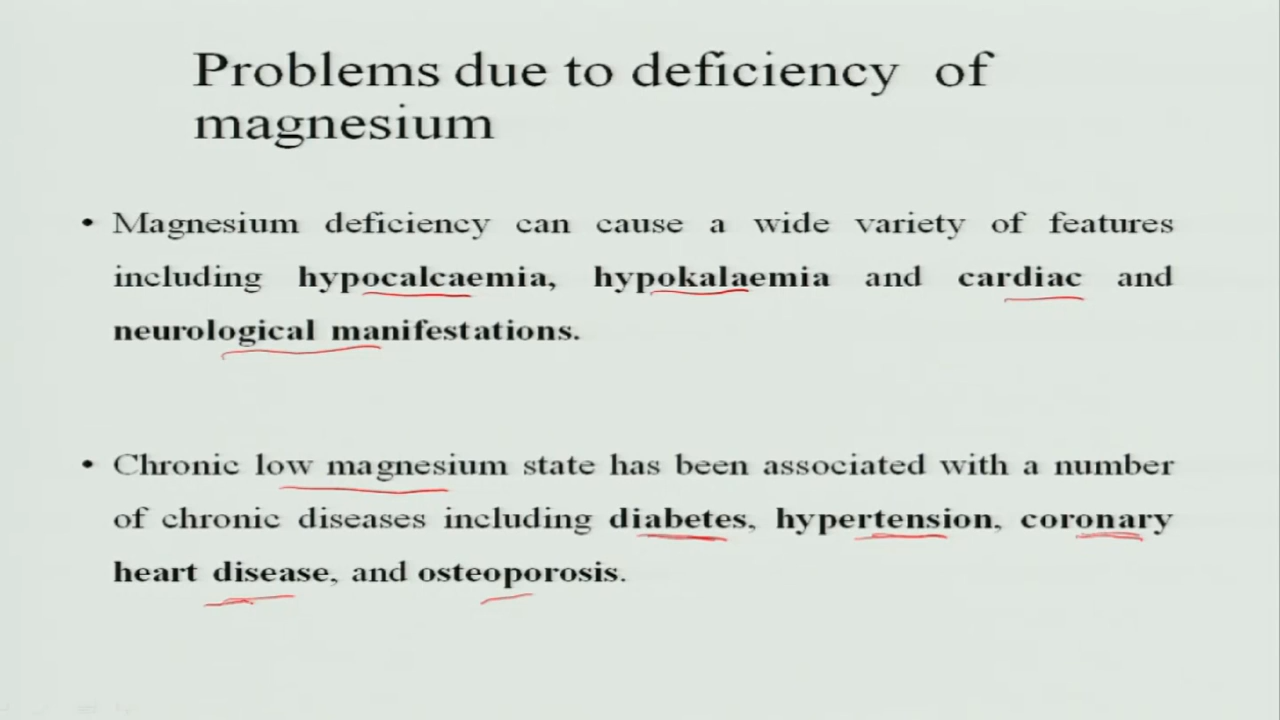 Problems due to deficiency of
magnesium
• Magnesium deficiency can cause a wide variety of features
including hypocalcaemia, hypokalaemia and cardiac and
neurological manifestations.
• Chronic low magnesium state has been associated with a number
of chronic diseases including diabetes, hypertension, coronary
heart disease, and osteoporosis.